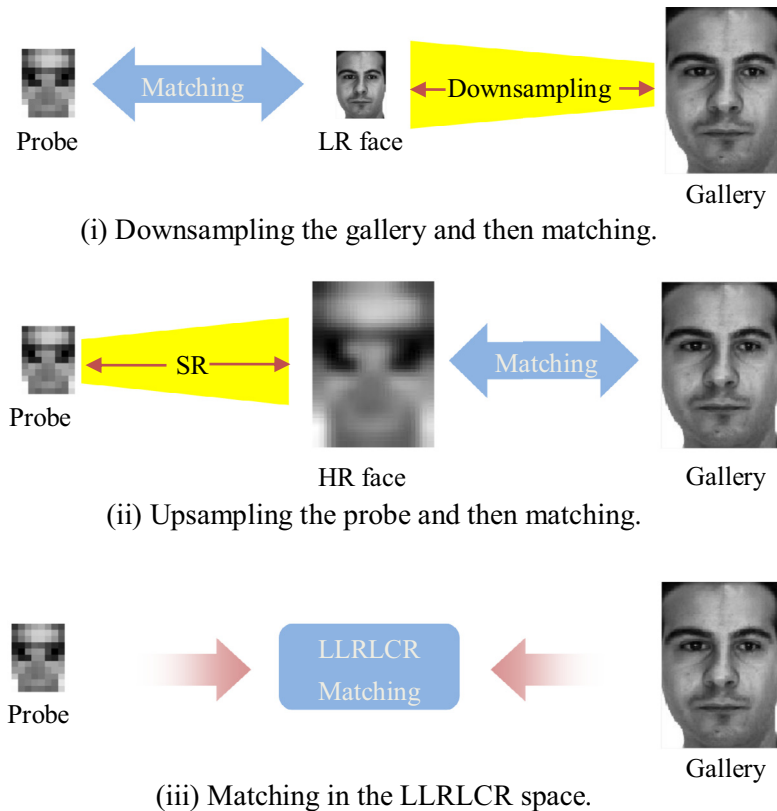 Matching
Downsampling
Probe
LR face
Gallery
(i) Downsampling the gallery and then matching.
SR
Matching
Probe
HR face
Gallery
(ii) Upsampling the probe and then matching.
LLRLCR
Matching
Probe
Gallery
(iii) Matching in the LLRLCR space.